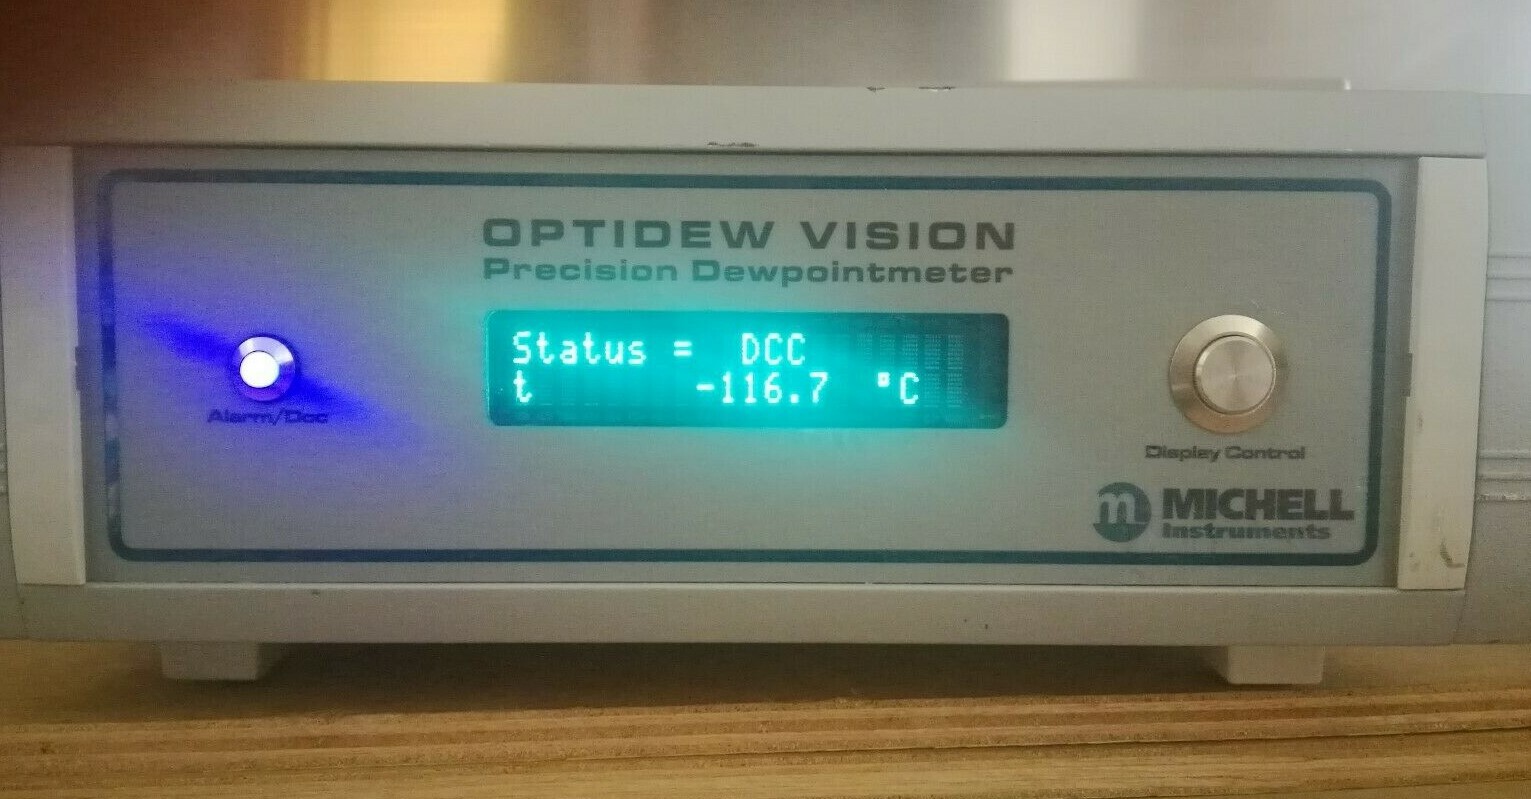 OPTIDEW VISION
Precision Dewpointmeter
Status = DCC
t -116.7 °C
Alarm/Dcc
Display Control
m MICHELL
Instruments